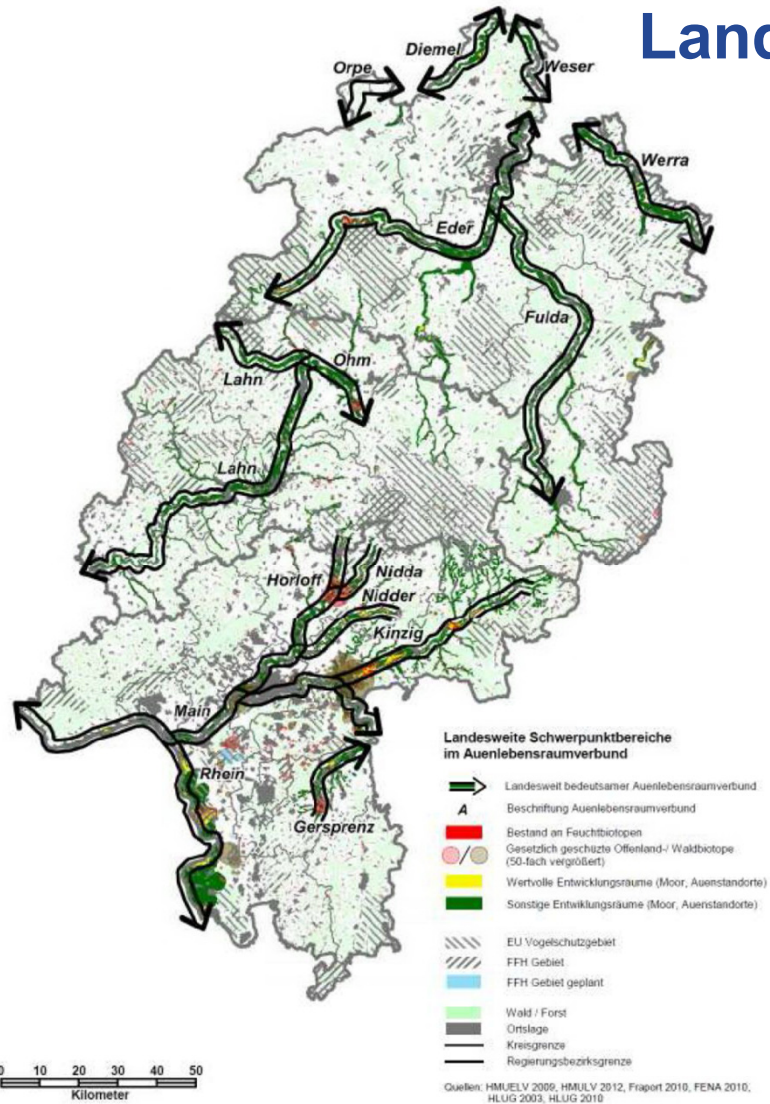 Land
Diemel
Orpe
Weser
Werra
Eder
Fulda
Ohm
Lahn
Lahn
Horloff
Nidda
Nidder
Kinzig
Main
Rhein
Gersprenz
Landesweite Schwerpunktbereiche
im Auenlebensraumverbund
Landesweit bedeutsamer Auenlebensraumverbund
A Beschriftung Auenlebensraumverbund
Bestand an Feuchtbiotopen
Gesetzlich geschüzte Offenland-/ Waldbiotope
(50-fach vergrößert)
Wertvolle Entwicklungsräume (Moor, Auenstandorte)
Sonstige Entwiklungsräume (Moor, Auenstandorte)
EU Vogelschutzgebiet
FFH Gebiet
FFH Gebiet geplant
Wald / Forst
Ortslage
Kreisgrenze
Regierungsbezirksgrenze
0 10 20 30 40 50
Kilometer
Quellen: HMUELV 2009, HMULV 2012, Fraport 2010, FENA 2010,
HLUG 2003, HLUG 2010